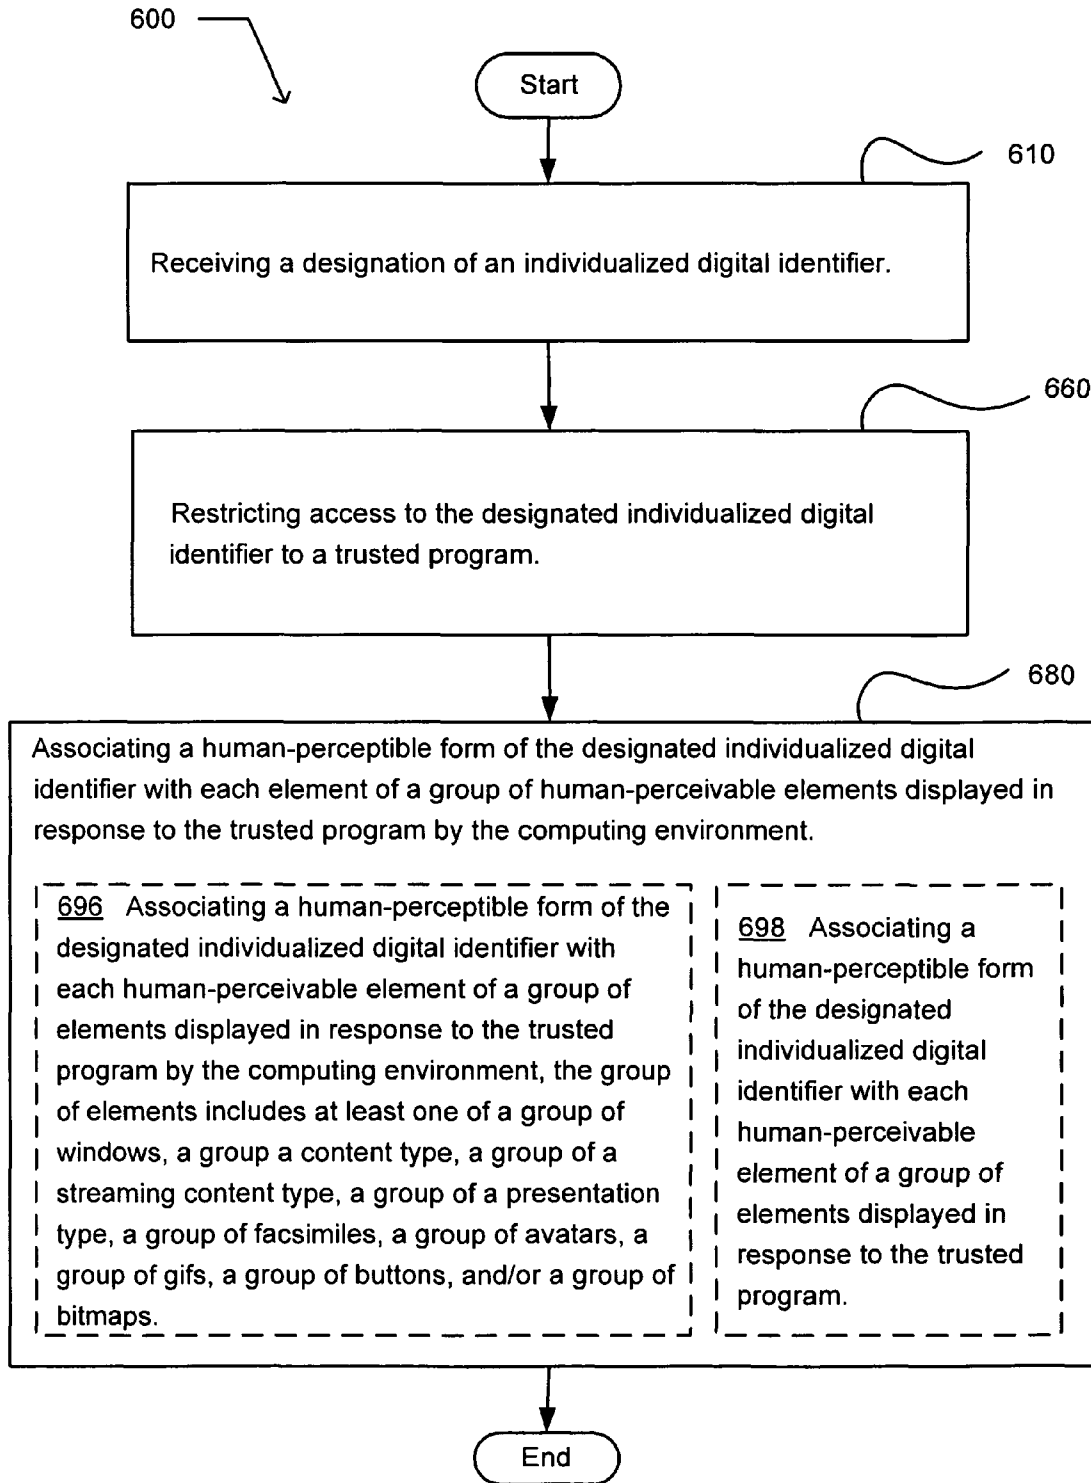 600
Start
610
Receiving a designation of an individualized digital identifier.
660
Restricting access to the designated individualized digital
identifier to a trusted program.
680
Associating a human-perceptible form of the designated individualized digital
identifier with each element of a group of human-perceivable elements displayed in
response to the trusted program by the computing environment.
696 Associating a human-perceptible form of the
designated individualized digital identifier with
each human-perceivable element of a group of
elements displayed in response to the trusted
program by the computing environment, the group
of elements includes at least one of a group of
windows, a group a content type, a group of a
streaming content type, a group of a presentation
type, a group of facsimiles, a group of avatars, a
group of gifs, a group of buttons, and/or a group of
bitmaps.
698 Associating a
human-perceptible form
of the designated
individualized digital
identifier with each
human-perceivable
element of a group of
elements displayed in
response to the trusted
program.
End